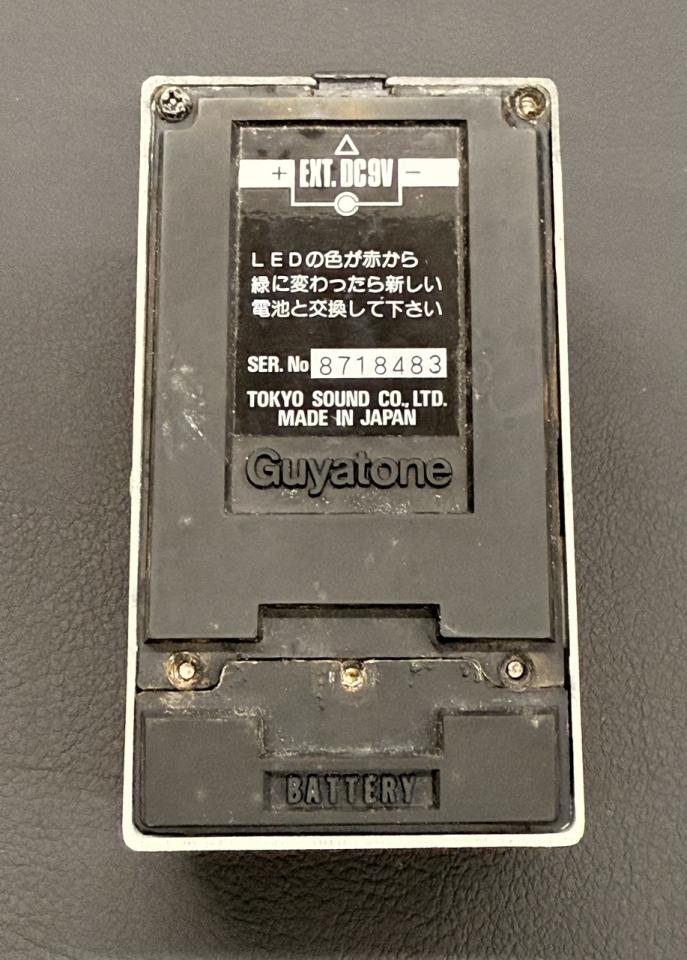 + EXT. DC9V −
LEDの色が赤から
緑に変わったら新しい
電池と交換して下さい
SER. No 8718483
TOKYO SOUND CO., LTD.
MADE IN JAPAN
Guyatone
BATTERY